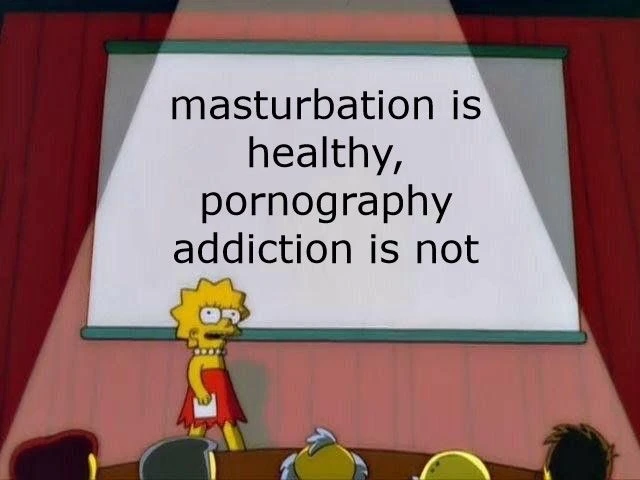 masturbation is
healthy,
pornography
addiction is not